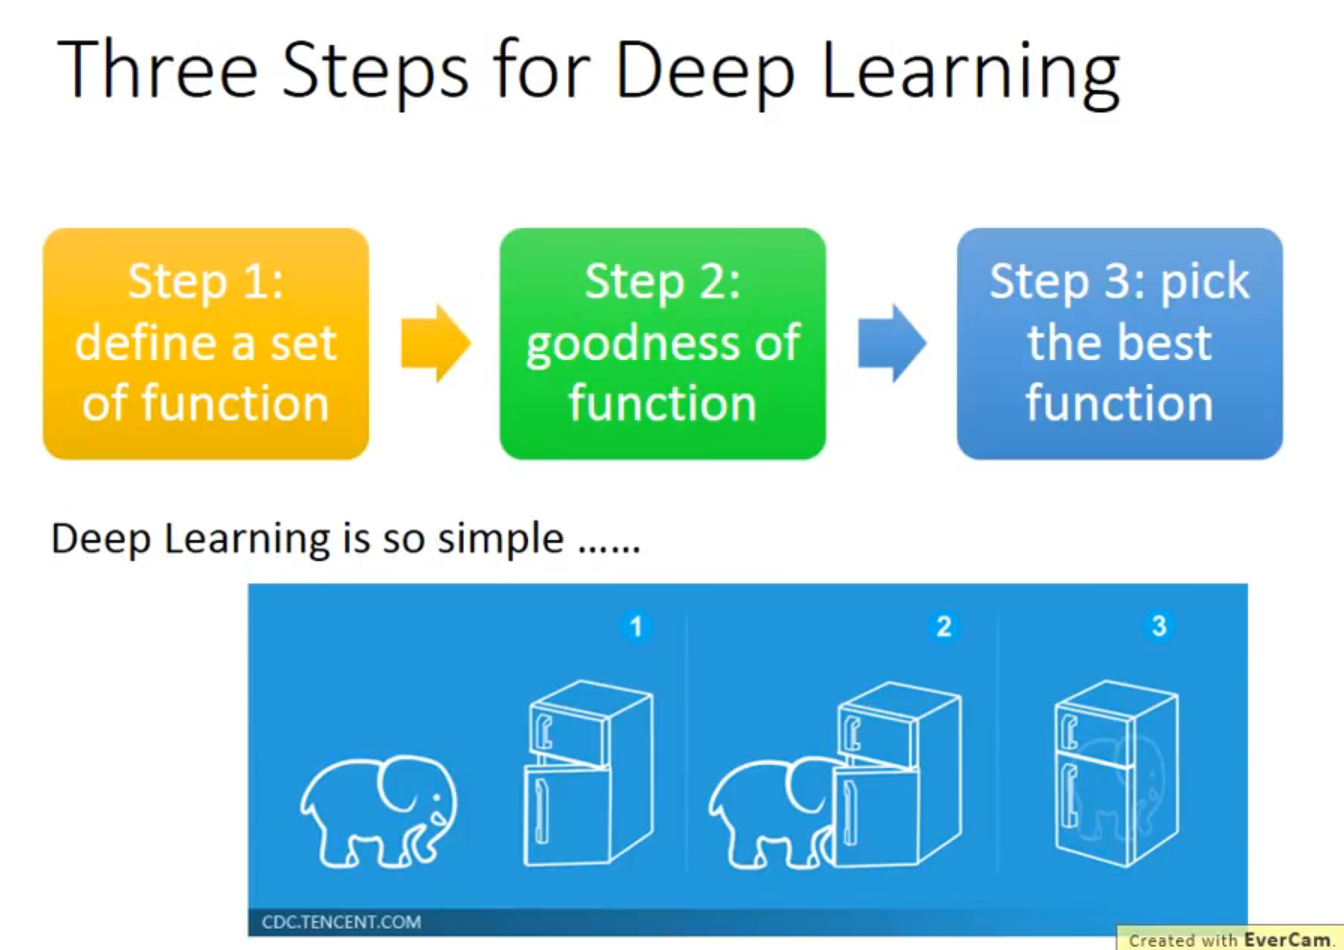 Three Steps for Deep Learning
Step 1:
define a set
of function
Step 2:
goodness of
function
Step 3: pick
the best
function
Deep Learning is so simple ......
1
2
3
CDC.TENCENT.COM
Created with EverCam.